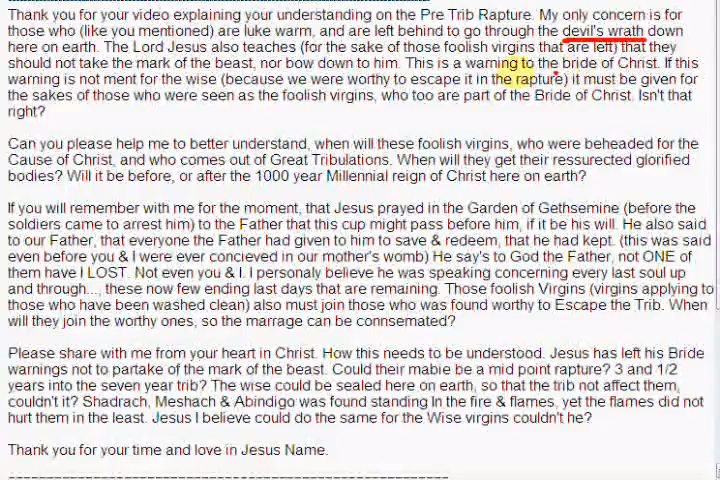 Thank you for your video explaining your understanding on the Pre Trib Rapture. My only concern is for
those who (like you mentioned) are luke warm, and are left behind to go through the devil's wrath down
here on earth. The Lord Jesus also teaches (for the sake of those foolish virgins that are left) that they
should not take the mark of the beast, nor bow down to him. This is a warning to the bride of Christ. If this
warning is not ment for the wise (because we were worthy to escape it in the rapture) it must be given for
the sakes of those who were seen as the foolish virgins, who too are part of the Bride of Christ. Isn't that
right?
Can you please help me to better understand, when will these foolish virgins, who were beheaded for the
Cause of Christ, and who comes out of Great Tribulations. When will they get their ressurected glorified
bodies? Will it be before, or after the 1000 year Millennial reign of Christ here on earth?
If you will remember with me for the moment, that Jesus prayed in the Garden of Gethsemine (before the
soldiers came to arrest him) to the Father that this cup might pass before him, if it be his will. He also said
to our Father, that everyone the Father had given to him to save & redeem, that he had kept. (this was said
even before you & I were ever concieved in our mother's womb) He say's to God the Father, not ONE of
them have I LOST. Not even you & I. I personaly believe he was speaking concerning every last soul up
and through..., these now few ending last days that are remaining. Those foolish Virgins (virgins applying to
those who have been washed clean) also must join those who was found worthy to Escape the Trib. When
will they join the worthy ones, so the marrage can be connsemated?
Please share with me from your heart in Christ. How this needs to be understood. Jesus has left his Bride
warnings not to partake of the mark of the beast. Could their mabie be a mid point rapture? 3 and 1/2
years into the seven year trib? The wise could be sealed here on earth, so that the trib not affect them,
couldn't it? Shadrach, Meshach & Abindigo was found standing In the fire & flames, yet the flames did not
hurt them in the least. Jesus I believe could do the same for the Wise virgins couldn't he?
Thank you for your time and love in Jesus Name.